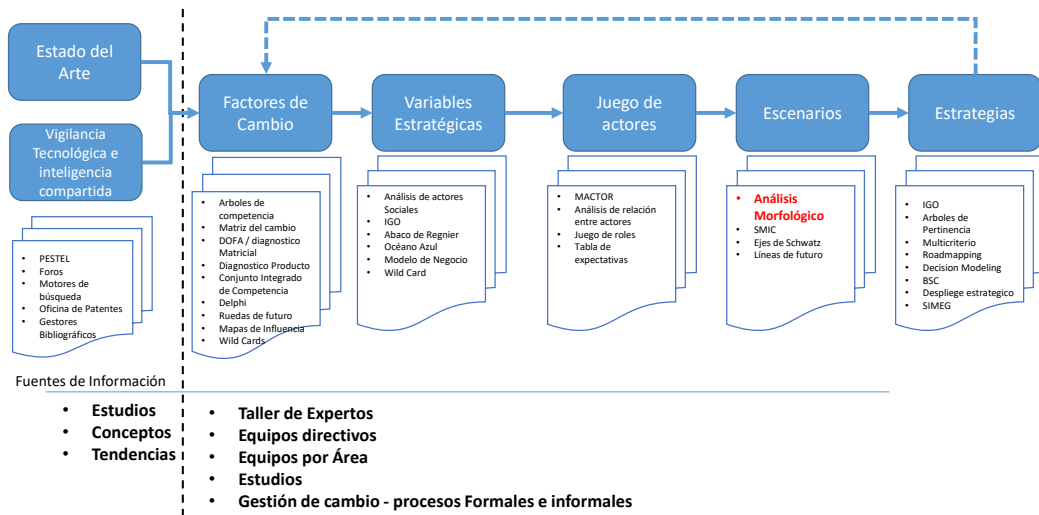 Estado del
Arte
Vigilancia
Tecnológica e
inteligencia
compartida
Factores de
Cambio
Variables
Estratégicas
Juego de
actores
Escenarios
Estrategias
• PESTEL
• Foros
• Motores de
búsqueda
• Oficina de Patentes
• Gestores
Bibliográficos
• Arboles de
competencia
• Matriz del cambio
• DOFA / diagnostico
Matricial
• Diagnostico Producto
• Conjunto Integrado
de Competencia
• Delphi
• Ruedas de futuro
• Mapas de Influencia
• Wild Cards
• Análisis de actores
Sociales
• IGO
• Abaco de Regnier
• Océano Azul
• Modelo de Negocio
• Wild Card
• MACTOR
• Análisis de relación
entre actores
• Juego de roles
• Tabla de
expectativas
• Análisis
Morfológico
• SMIC
• Ejes de Schwatz
• Líneas de futuro
• IGO
• Arboles de
Pertinencia
• Multicriterio
• Roadmapping
• Decision Modeling
• BSC
• Despliege estrategico
• SIMEG
Fuentes de Información
• Estudios
• Conceptos
• Tendencias
• Taller de Expertos
• Equipos directivos
• Equipos por Área
• Estudios
• Gestión de cambio - procesos Formales e informales